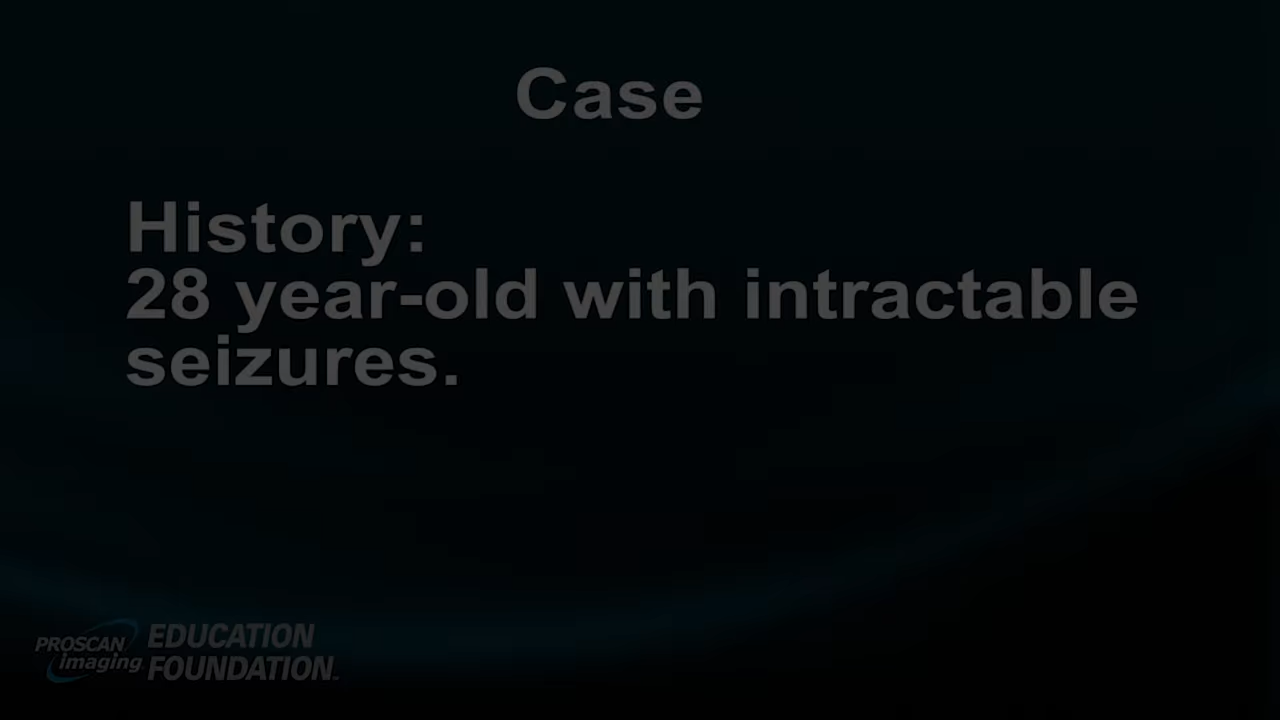 Case
History:
28 year-old with intractable
seizures.
PROSCAN
imaging
EDUCATION
FOUNDATION